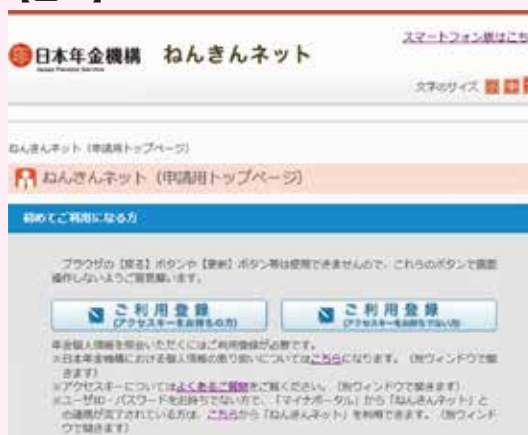 スマートフォン版はこち
日本年金機構 ねんきんネット
Japan Pension Service
文字のサイズ 小 中
ねんきんネット（申請用トップページ）
ねんきんネット（申請用トップページ）
初めてご利用になる方
ブラウザの【戻る】ボタンや【更新】ボタン等は使用できませんので、これらのボタンで画面
操作しないようご留意願います。
ご利用登録
（アクセスキーをお持ちの方）
ご利用登録
（アクセスキーをお持ちでない方
年金個人情報を照会いただくにはご利用登録が必要です。
※日本年金機構における個人情報の取り扱いについてはこちらになります。（別ウィンドウで開
きます）
※アクセスキーについてはよくあるご質問をご覧ください。（別ウィンドウで開きます）
※ユーザID・パスワードをお持ちでない方で、「マイナポータル」から「ねんきんネット」と
の連携が完了されている方は、こちらから「ねんきんネット」を利用できます。（別ウィンド
ウで開きます）